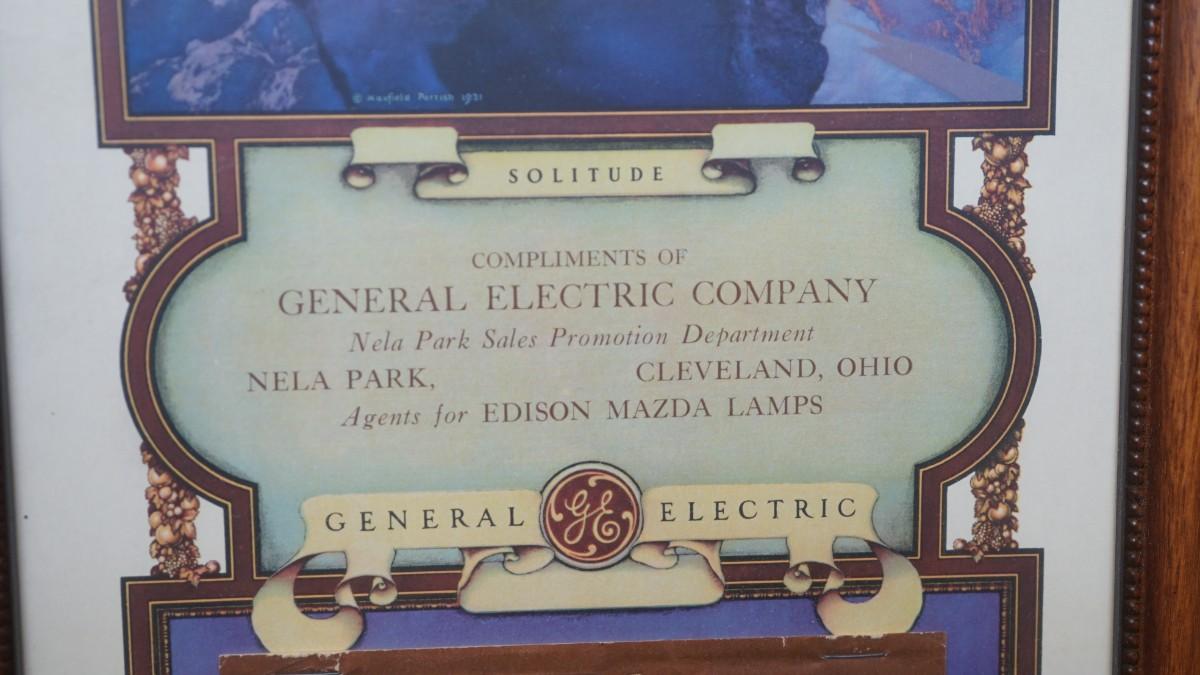 © Maxfield Parrish 1921
SOLITUDE
COMPLIMENTS OF
GENERAL ELECTRIC COMPANY
Nela Park Sales Promotion Department
NELA PARK, CLEVELAND, OHIO
Agents for EDISON MAZDA LAMPS
GENERAL GE ELECTRIC